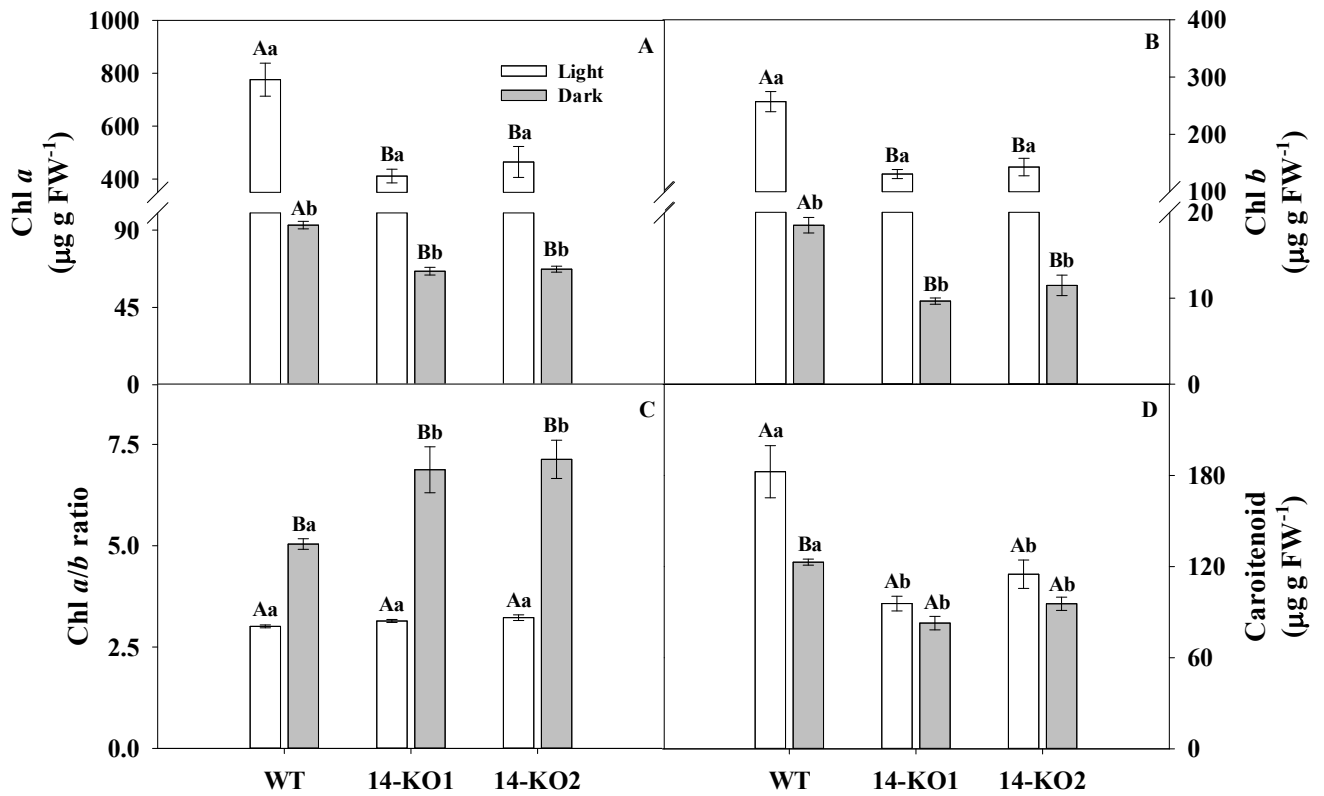 1000
800
600
400
90
45
0
Chl a
(µg g FW⁻¹)
A
Light
Dark
Aa
Ab
Ba
Bb
Ba
Bb
B
Aa
Ab
Ba
Bb
Ba
Bb
400
300
200
100
20
10
0
Chl b
(µg g FW⁻¹)
7.5
5.0
2.5
0.0
Chl a/b ratio
C
Aa
Ba
Aa
Bb
Aa
Bb
WT
14-KO1
14-KO2
D
Aa
Ba
Ab
Ab
Ab
Ab
180
120
60
0
Caroitenoid
(µg g FW⁻¹)
WT
14-KO1
14-KO2